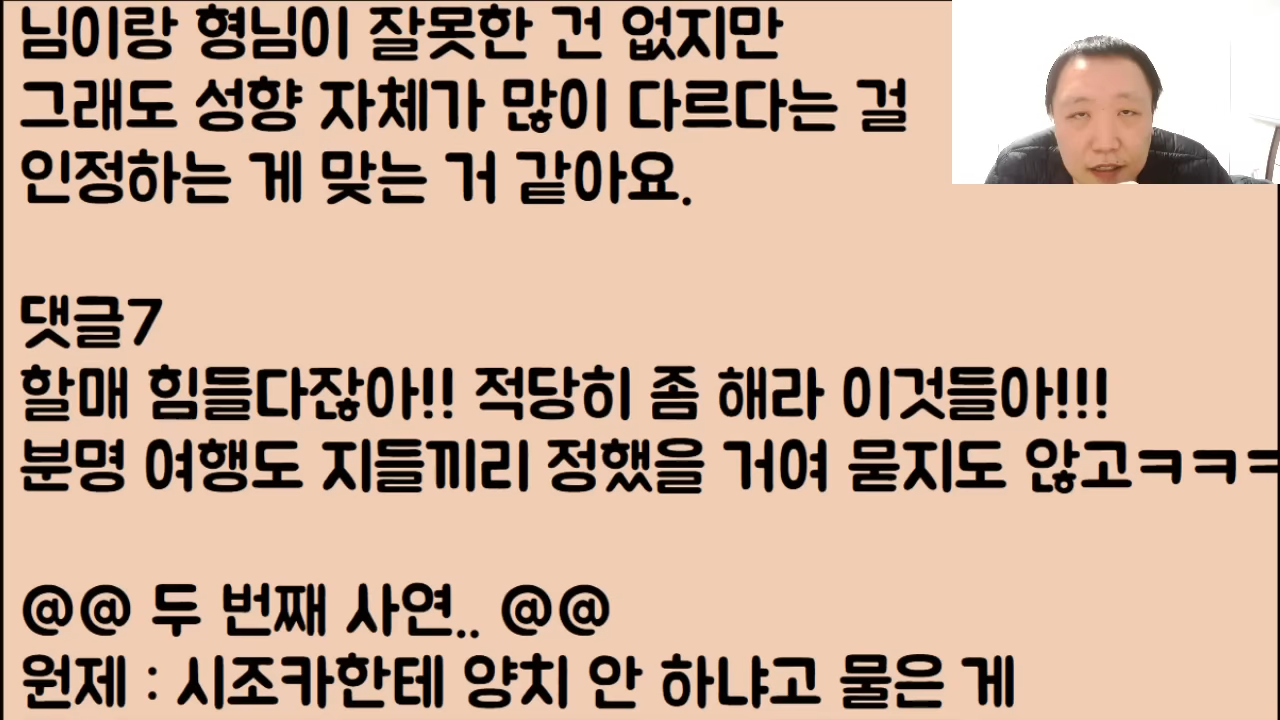 님이랑 형님이 잘못한 건 없지만
그래도 성향 자체가 많이 다르다는 걸
인정하는 게 맞는 거 같아요.
댓글7
할매 힘들다잖아!! 적당히 좀 해라 이것들아!!!
분명 여행도 지들끼리 정했을 거여 묻지도 않고ㅋㅋㅋ
@@ 두 번째 사연.. @@
원제 : 시조카한테 양치 안 하냐고 물은 게